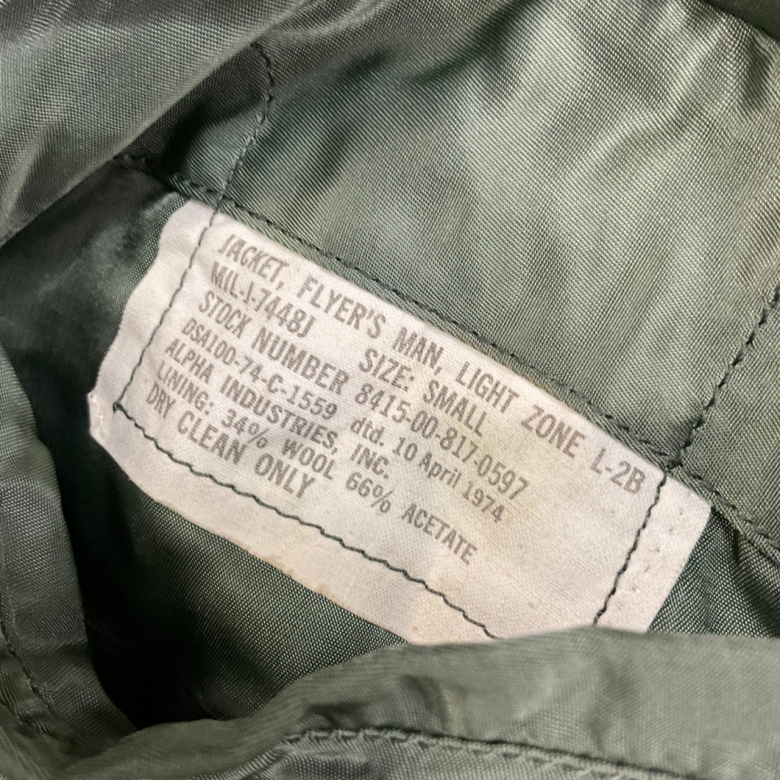 JACKET, FLYER'S MAN, LIGHT ZONE L-2B
MIL-J-7448J SIZE: SMALL
STOCK NUMBER 8415-00-817-0597
DSA100-74-C-1559 dtd. 10 April 1974
ALPHA INDUSTRIES, INC.
LINING: 34% WOOL 66% ACETATE
DRY CLEAN ONLY